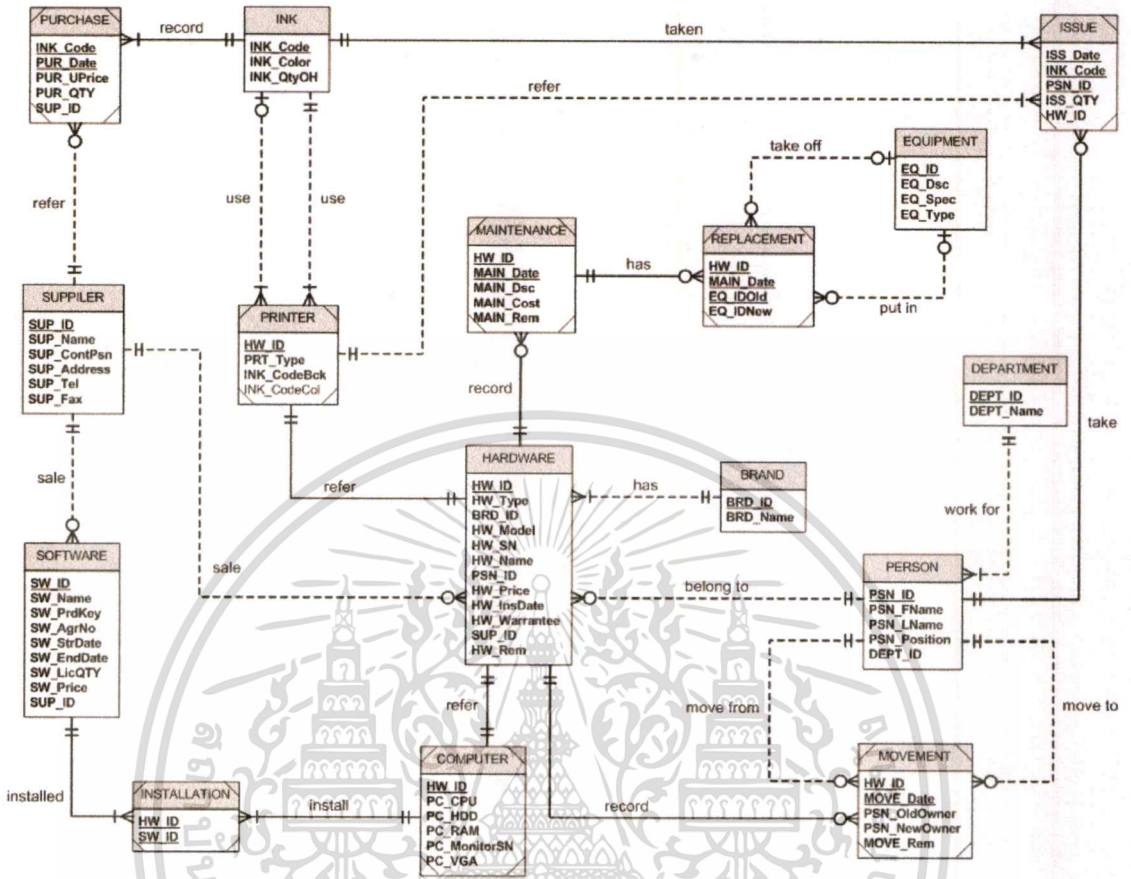 PURCHASE
INK_Code
PUR_Date
PUR_UPrice
PUR_QTY
SUP_ID
record
INK
INK_Code
INK_Color
INK_QtyOH
taken
ISSUE
ISS_Date
INK_Code
PSN_ID
ISS_QTY
HW_ID
refer
refer
use
use
take off
EQUIPMENT
EQ_ID
EQ_Dsc
EQ_Spec
EQ_Type
MAINTENANCE
HW_ID
MAIN_Date
MAIN_Dsc
MAIN_Cost
MAIN_Rem
has
REPLACEMENT
HW_ID
MAIN_Date
EQ_IDOld
EQ_IDNew
put in
SUPPILER
SUP_ID
SUP_Name
SUP_ContPsn
SUP_Address
SUP_Tel
SUP_Fax
PRINTER
HW_ID
PRT_Type
INK_CodeBck
INK_CodeCol
record
DEPARTMENT
DEPT_ID
DEPT_Name
take
sale
refer
HARDWARE
HW_ID
HW_Type
BRD_ID
HW_Model
HW_SN
HW_Name
PSN_ID
HW_Price
HW_InsDate
HW_Warrantee
SUP_ID
HW_Rem
has
BRAND
BRD_ID
BRD_Name
work for
SOFTWARE
SW_ID
SW_Name
SW_PrdKey
SW_AgrNo
SW_StrDate
SW_EndDate
SW_LicQTY
SW_Price
SUP_ID
sale
belong to
PERSON
PSN_ID
PSN_FName
PSN_LName
PSN_Position
DEPT_ID
refer
move from
move to
installed
INSTALLATION
HW_ID
SW_ID
install
COMPUTER
HW_ID
PC_CPU
PC_HDD
PC_RAM
PC_MonitorSN
PC_VGA
record
MOVEMENT
HW_ID
MOVE_Date
PSN_OldOwner
PSN_NewOwner
MOVE_Rem